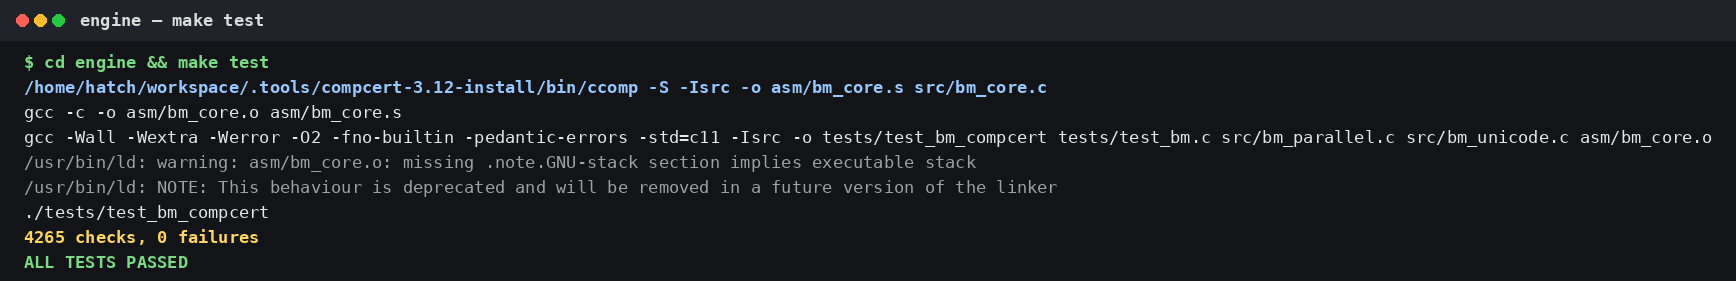 engine — make test
$ cd engine && make test
/home/hatch/workspace/.tools/compcert-3.12-install/bin/ccomp -S -Isrc -o asm/bm_core.s src/bm_core.c
gcc -c -o asm/bm_core.o asm/bm_core.s
gcc -Wall -Wextra -Werror -O2 -fno-builtin -pedantic-errors -std=c11 -Isrc -o tests/test_bm_compcert tests/test_bm.c src/bm_parallel.c src/bm_unicode.c asm/bm_core.o
/usr/bin/ld: warning: asm/bm_core.o: missing .note.GNU-stack section implies executable stack
/usr/bin/ld: NOTE: This behaviour is deprecated and will be removed in a future version of the linker
./tests/test_bm_compcert
4265 checks, 0 failures
ALL TESTS PASSED